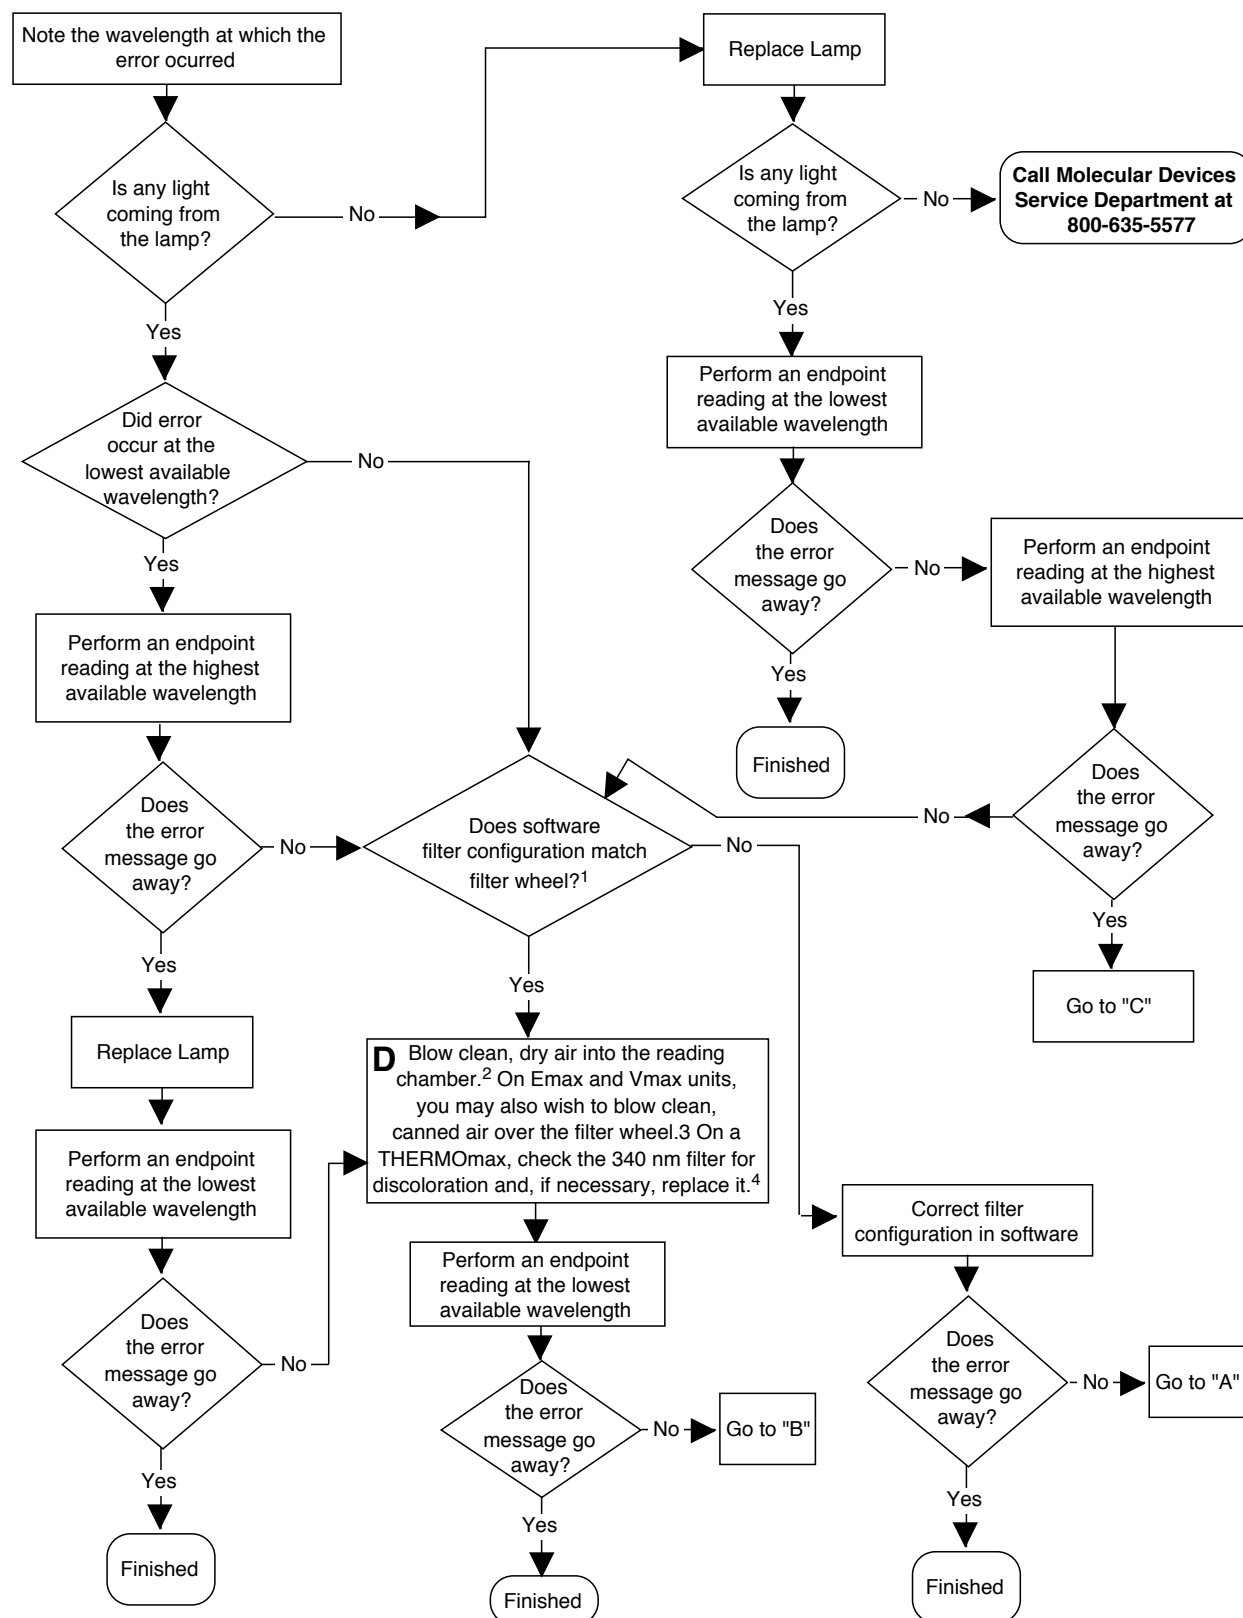 Note the wavelength at which the
error ocurred
Is any light
coming from
the lamp?
No
Yes
Did error
occur at the
lowest available
wavelength?
No
Yes
Perform an endpoint
reading at the highest
available wavelength
Does
the error
message go
away?
No
Yes
Replace Lamp
Perform an endpoint
reading at the lowest
available wavelength
Does
the error
message go
away?
No
Yes
Finished
Does software
filter configuration match
filter wheel?1
No
Yes
D Blow clean, dry air into the reading
chamber.2 On Emax and Vmax units,
you may also wish to blow clean,
canned air over the filter wheel.3 On a
THERMOmax, check the 340 nm filter for
discoloration and, if necessary, replace it.4
Perform an endpoint
reading at the lowest
available wavelength
Does
the error
message go
away?
No
Go to "B"
Yes
Finished
Replace Lamp
Is any light
coming from
the lamp?
No
Call Molecular Devices
Service Department at
800-635-5577
Yes
Perform an endpoint
reading at the lowest
available wavelength
Does
the error
message go
away?
No
Yes
Finished
Perform an endpoint
reading at the highest
available wavelength
Does
the error
message go
away?
No
Yes
Go to "C"
Correct filter
configuration in software
Does
the error
message go
away?
No
Go to "A"
Yes
Finished